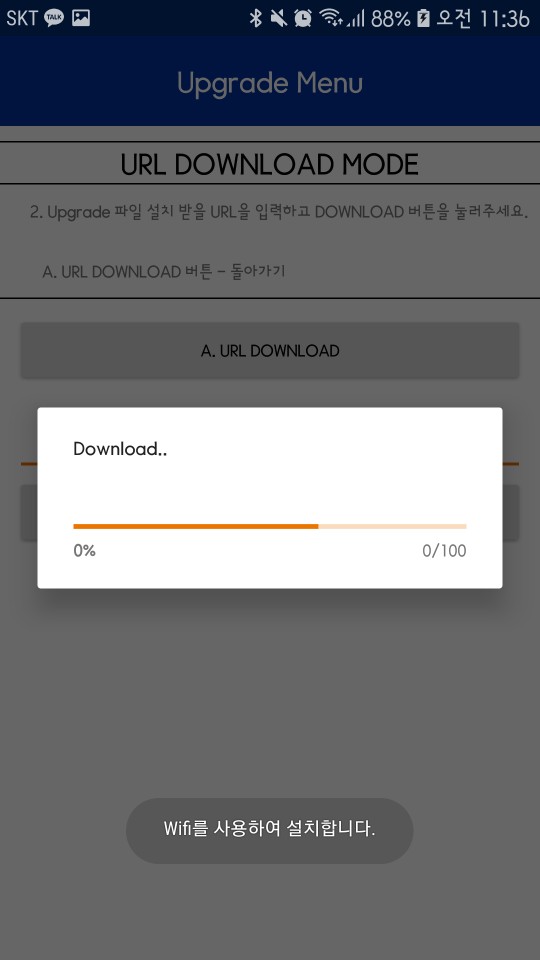 SKT TALK 88% 오전 11:36
Upgrade Menu
URL DOWNLOAD MODE
2. Upgrade 파일 설치 받을 URL을 입력하고 DOWNLOAD 버튼을 눌러주세요.
A. URL DOWNLOAD 버튼 - 돌아가기
A. URL DOWNLOAD
Download..
0% 0/100
Wifi를 사용하여 설치합니다.